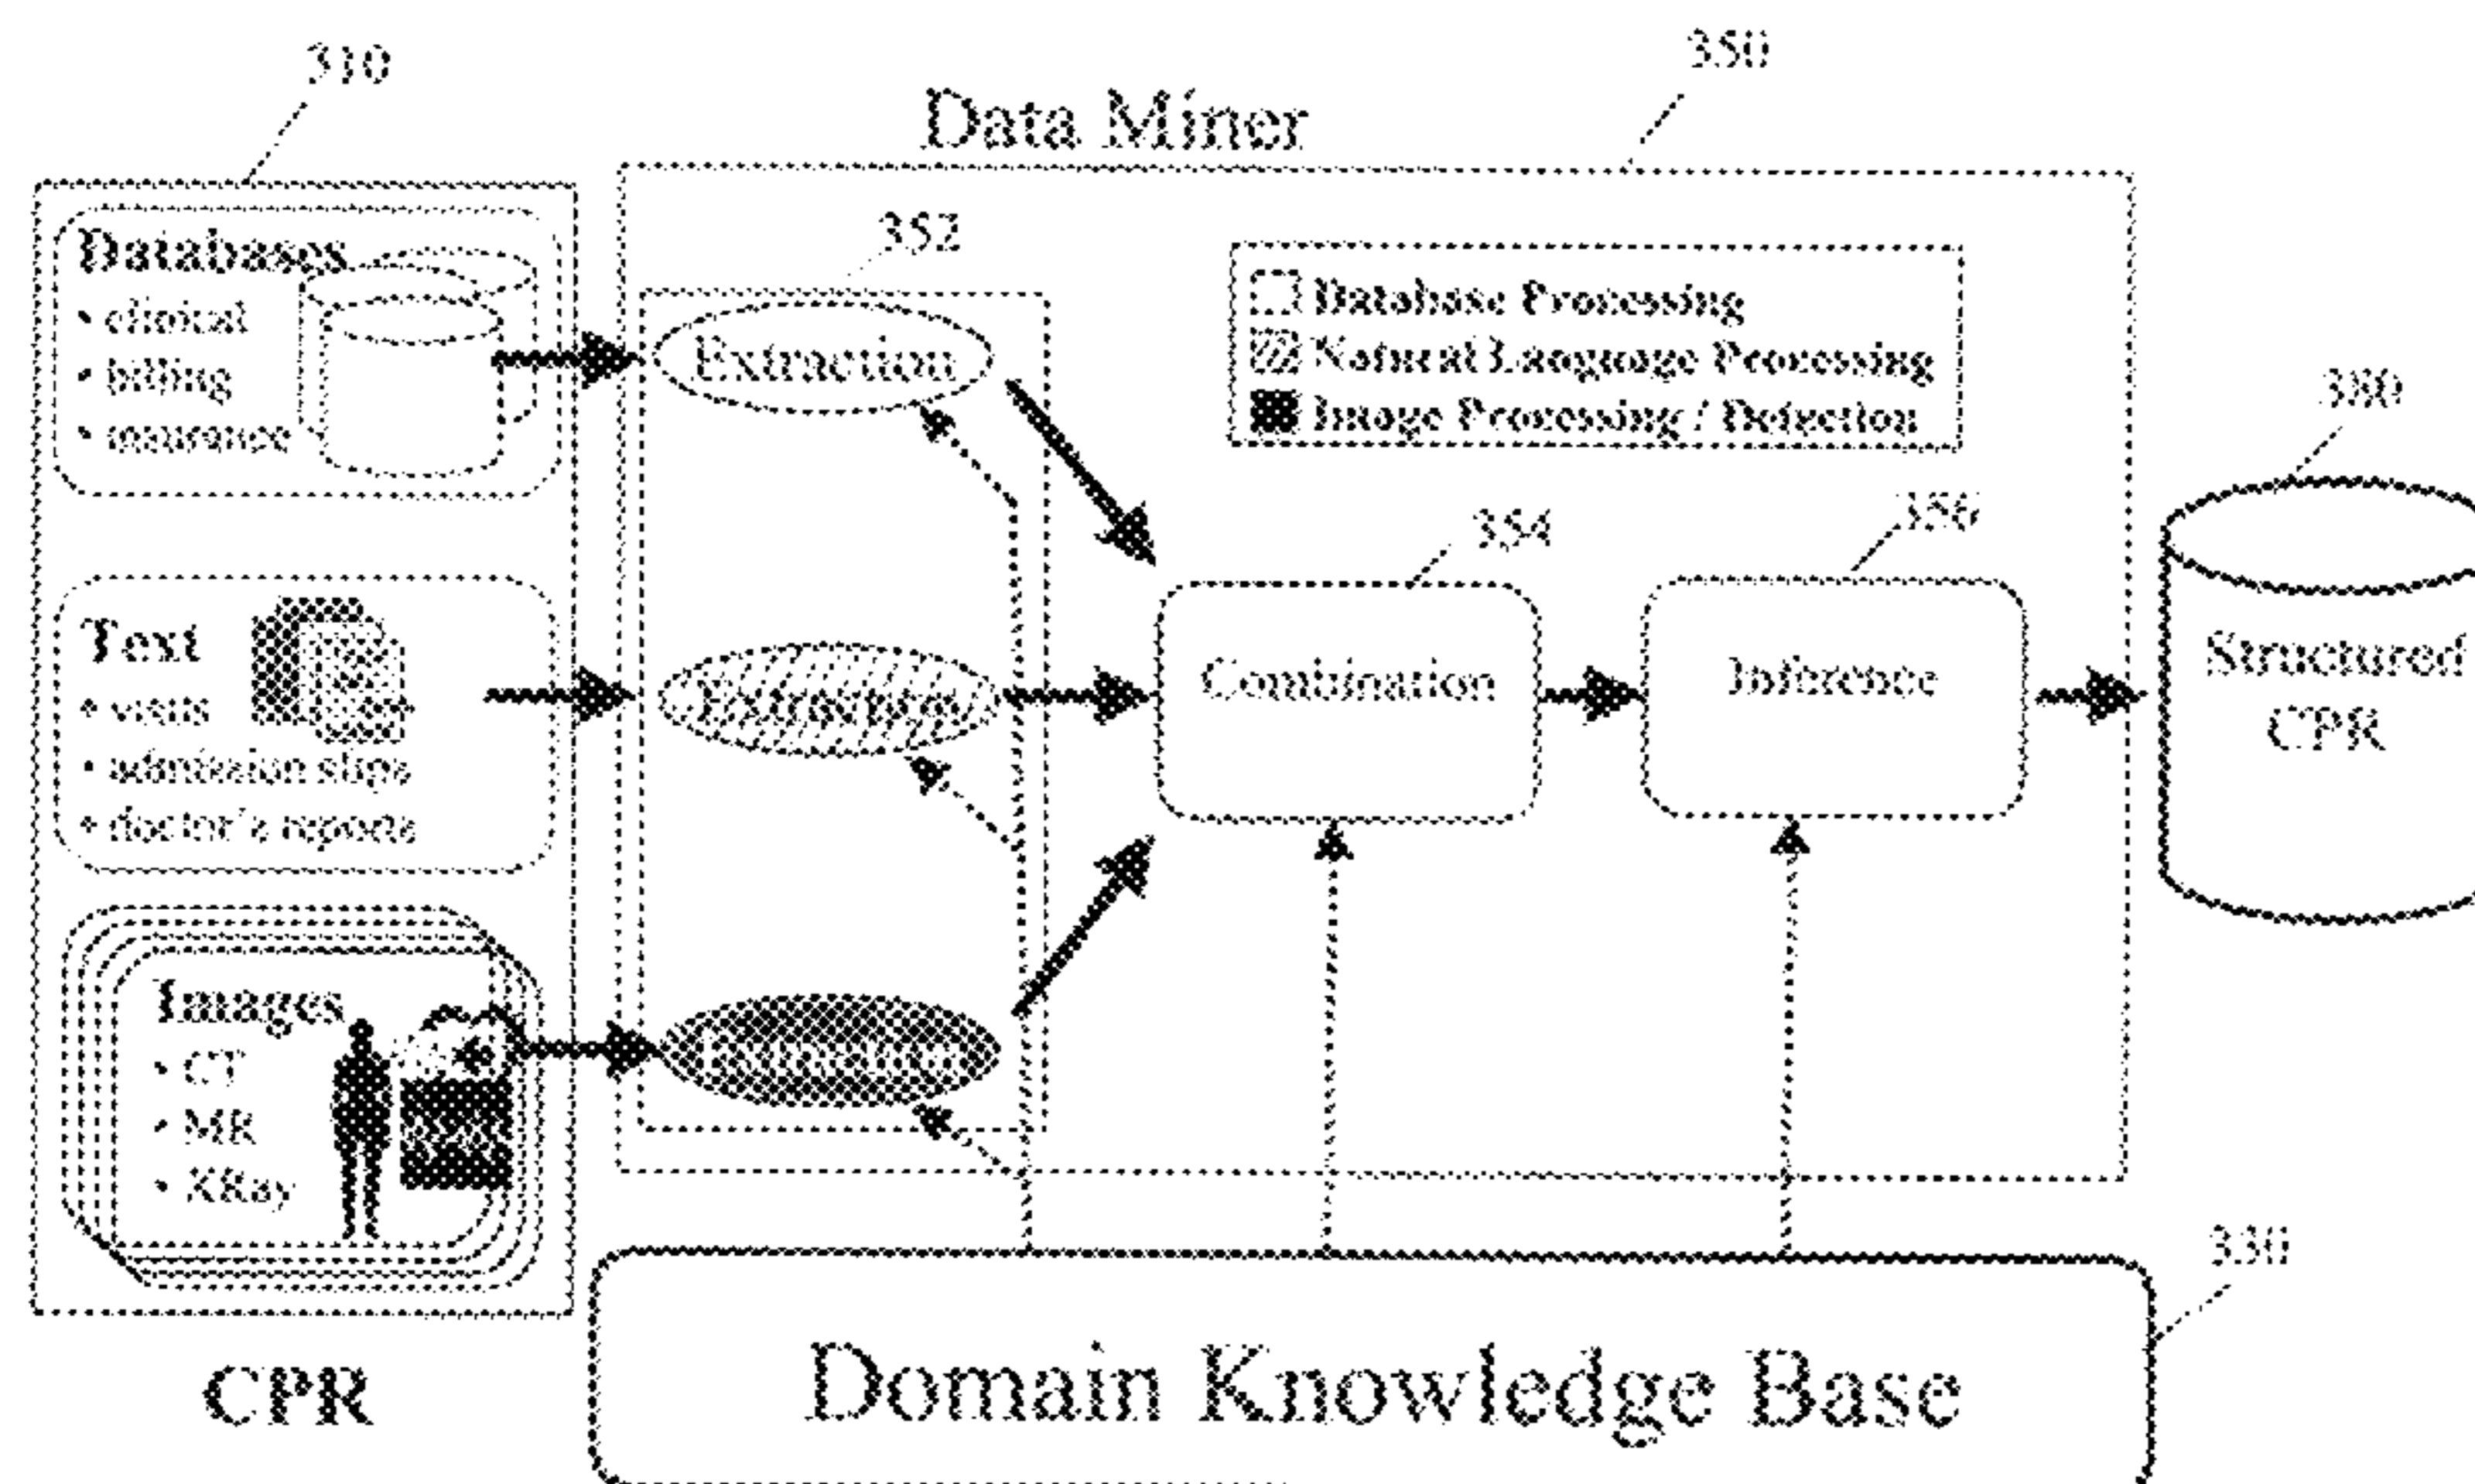 310
350
Data Miner
352
Databases
• clinical
• billing
• insurance
Extraction
Database Processing
Natural Language Processing
Image Processing / Detection
380
354
356
Text
• visits
• admission slips
• doctor's reports
Extraction
Combination
Inference
Structured
CPR
Images
• CT
• MR
• XRay
Extraction
330
CPR
Domain Knowledge Base